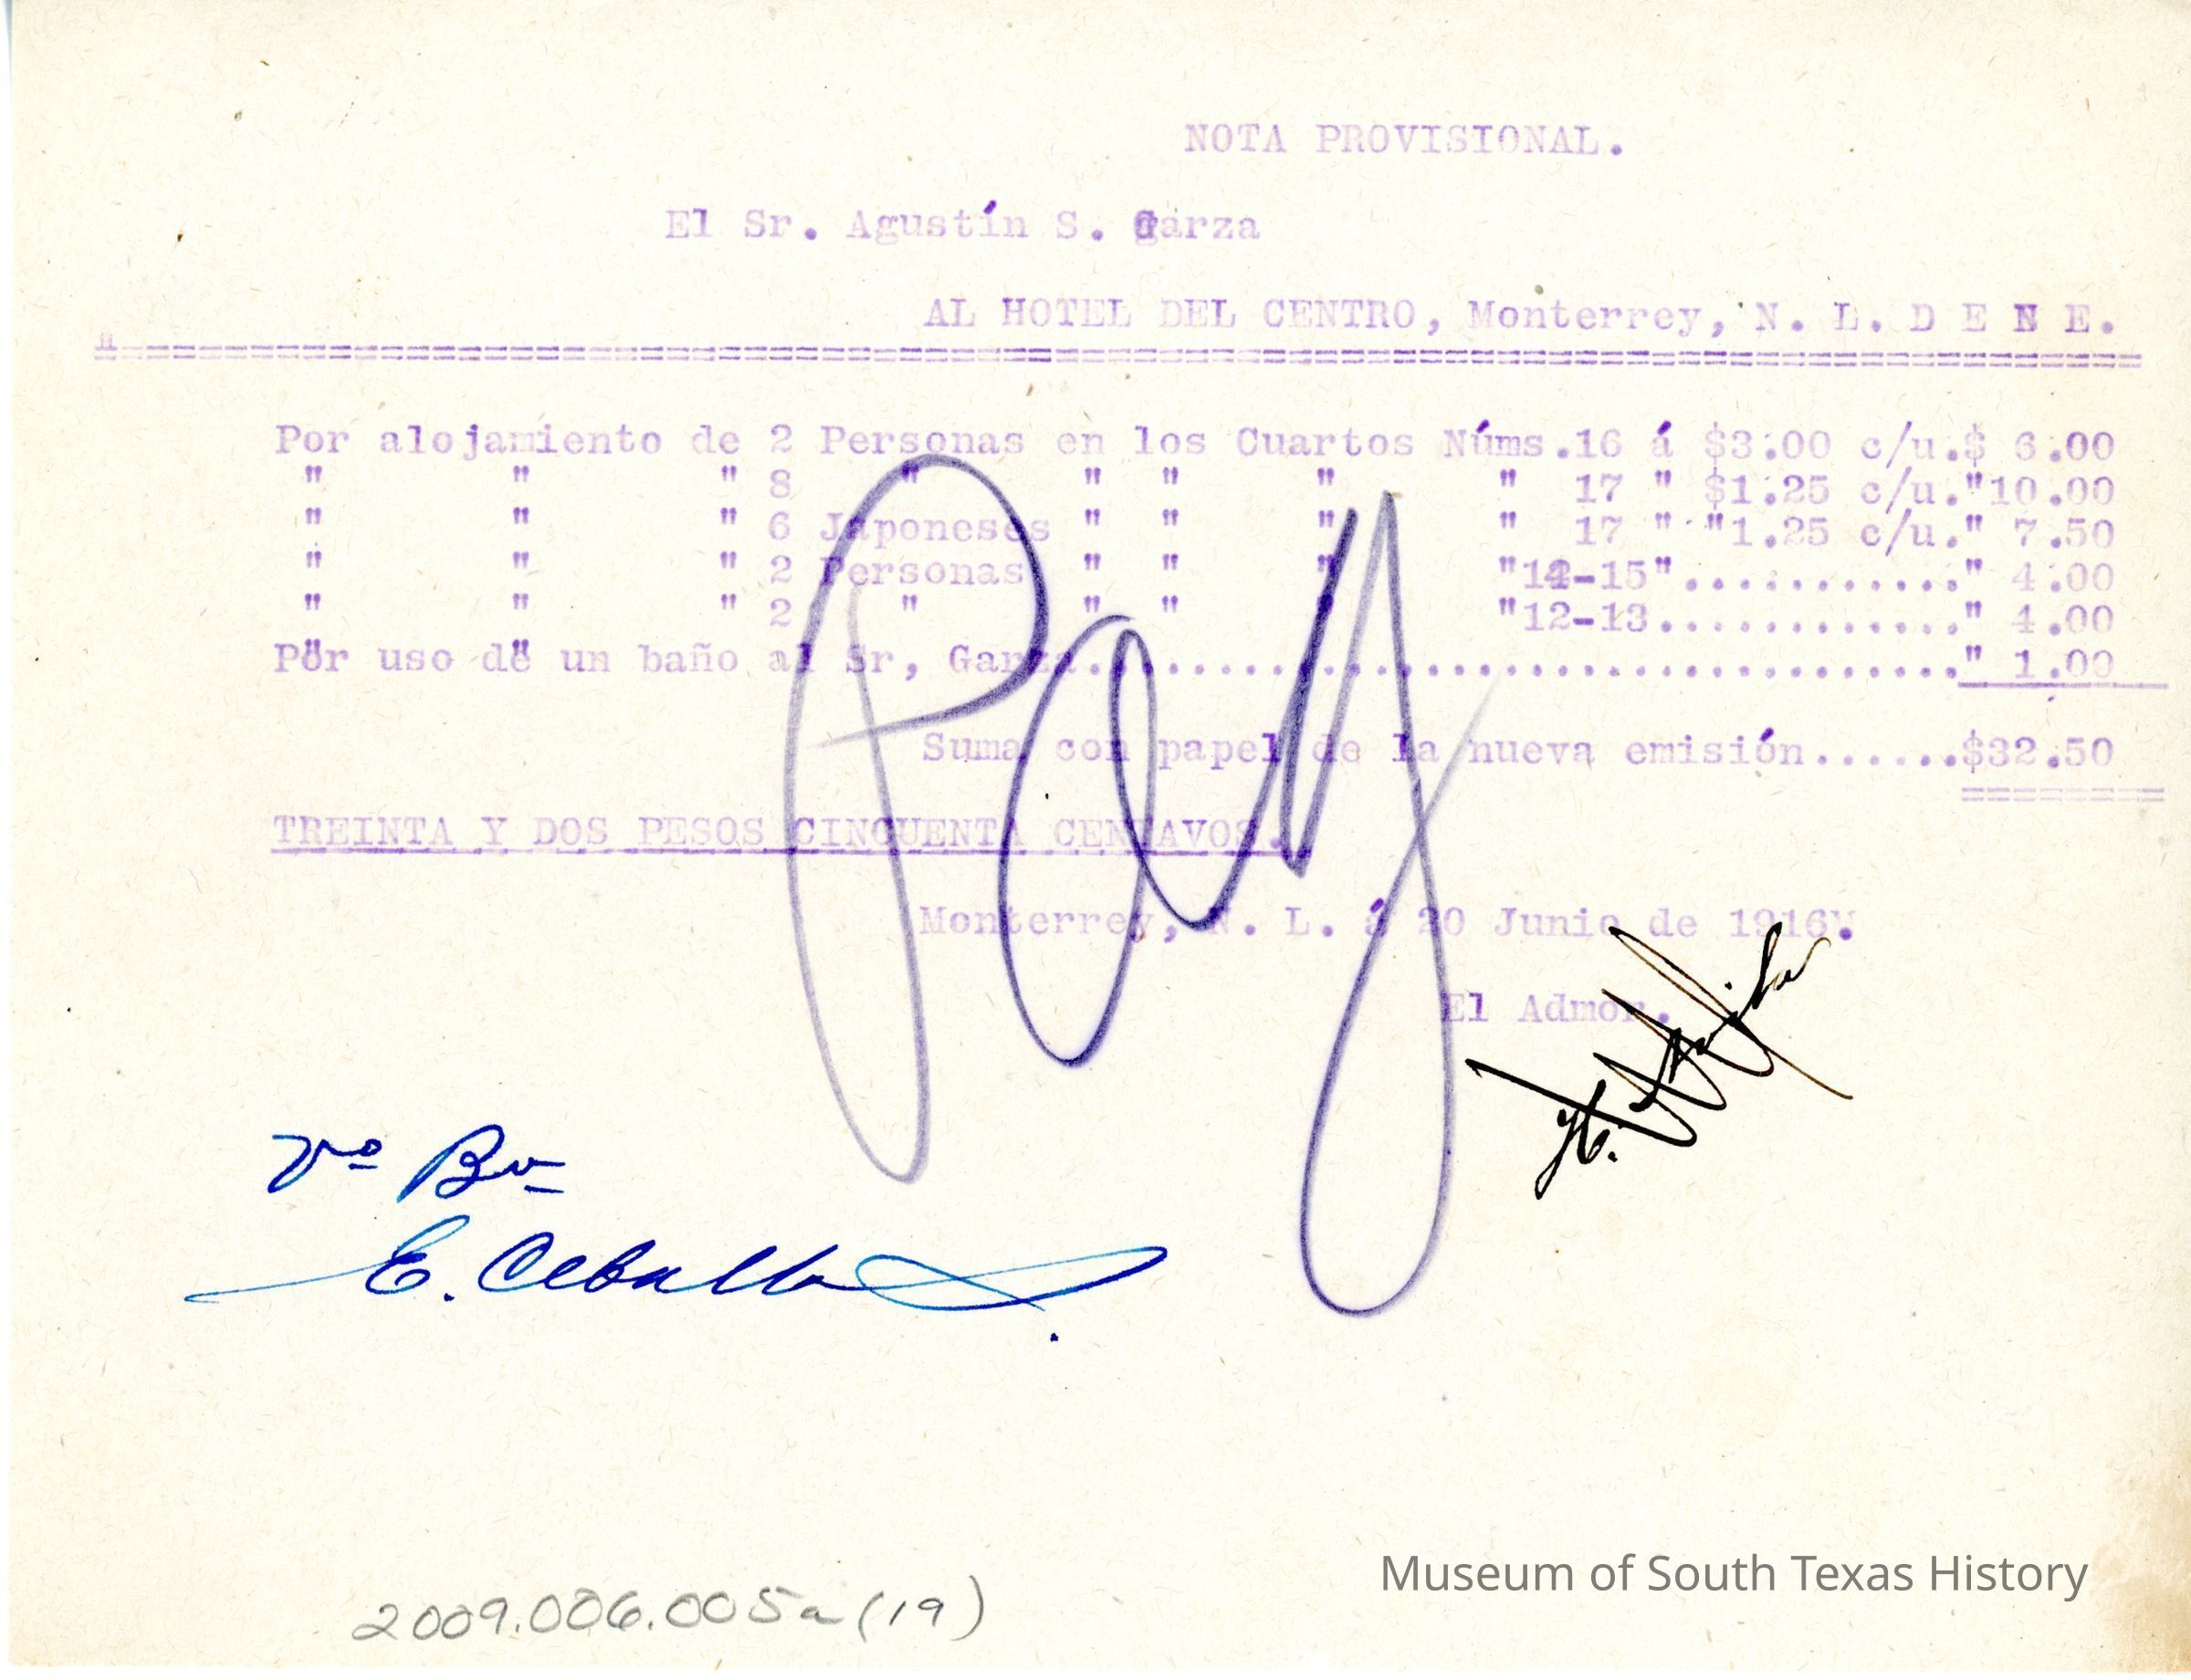 NOTA PROVISIONAL.
El Sr. Agustín S. Garza
AL HOTEL DEL CENTRO, Monterrey, N. L. D E N E.
"===============================================================================
Por alojamiento de 2 Personas en los Cuartos Núms.16 á $3.00 c/u.$ 6.00
" " " 8 " " " " " 17 " $1.25 c/u."10.00
" " " 6 Japoneses " " " " 17 " "1.25 c/u." 7.50
" " " 2 Personas " " " "14-15"..........." 4.00
" " " 2 " " " " "12-13............" 4.00
Por uso de un baño al Sr, Garza.................................." 1.00
Suma con papel de la nueva emisión......$32.50
========
TREINTA Y DOS PESOS CINCUENTA CENTAVOS.
Monterrey, N. L. á 20 Junio de 1916.
El Admor.
Pay
Vo Bo
E. Ceballos
2009.006.005a(19)
Museum of South Texas History